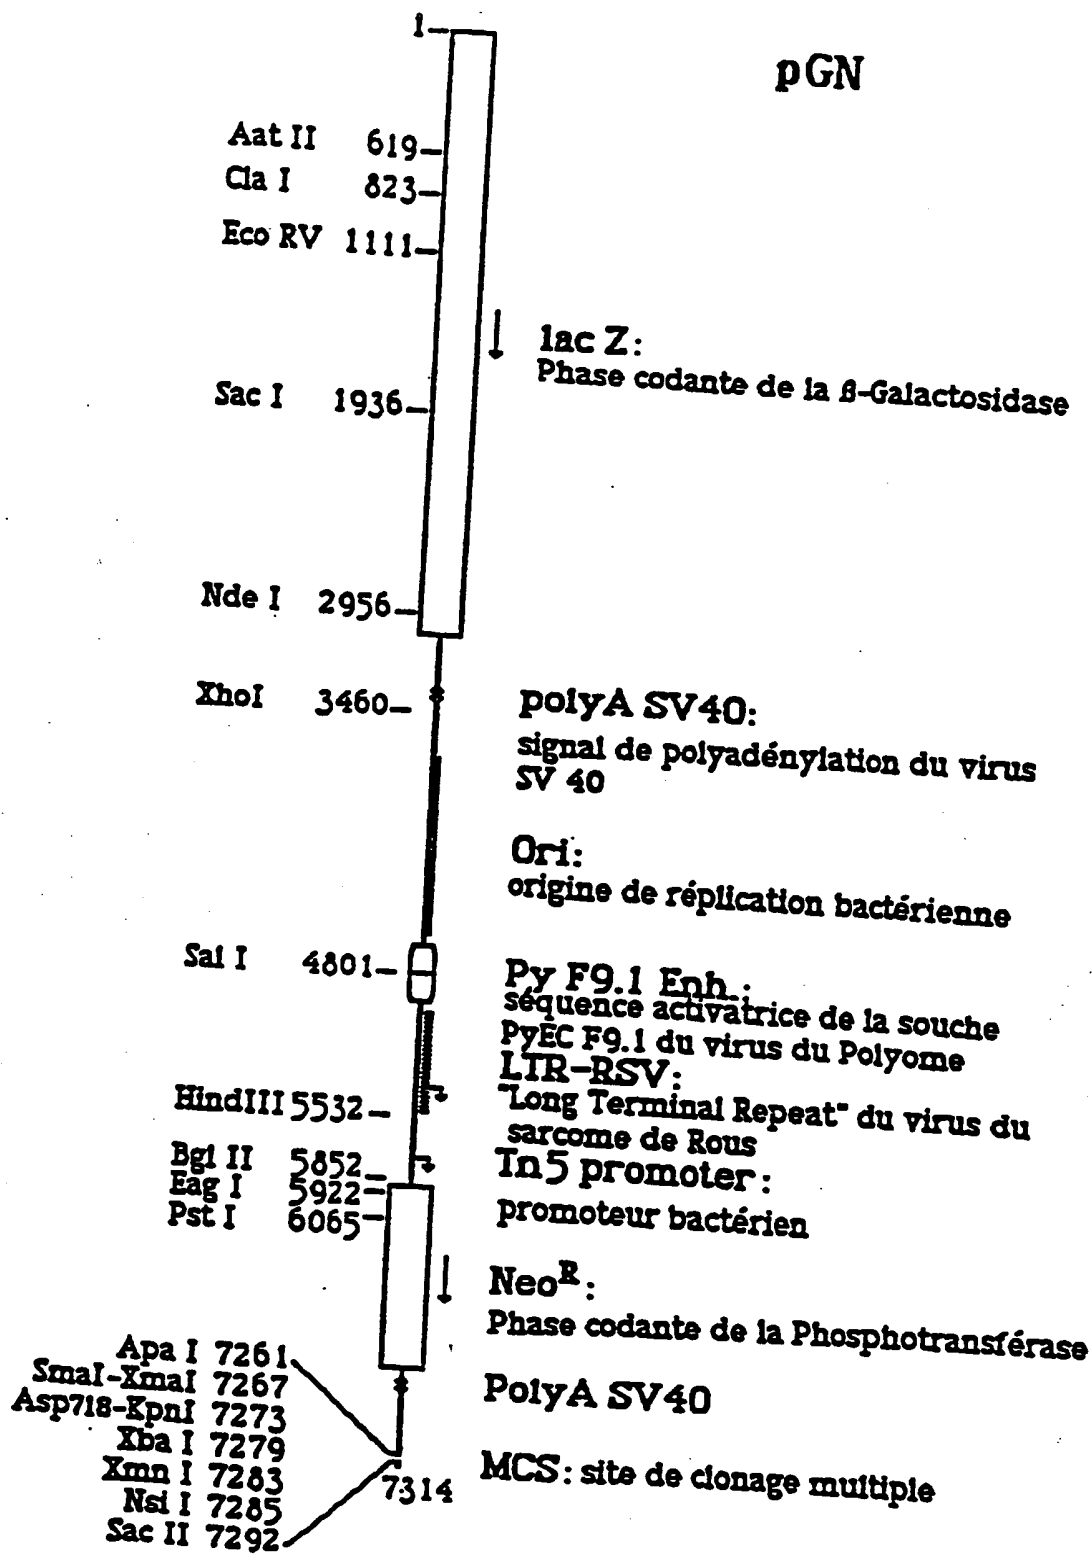 pGN
1
Aat II 619
Cla I 823
Eco RV 1111
lac Z:
Phase codante de la β-Galactosidase
Sac I 1936
Nde I 2956
XhoI 3460
polyA SV40:
signal de polyadénylation du virus
SV 40
Ori:
origine de réplication bactérienne
Sal I 4801
Py F9.1 Enh.:
séquence activatrice de la souche
PyEC F9.1 du virus du Polyome
LTR-RSV:
"Long Terminal Repeat" du virus du
sarcome de Rous
HindIII 5532
Bgl II 5852
Eag I 5922
Pst I 6065
Tn5 promoter:
promoteur bactérien
Neo^R:
Phase codante de la Phosphotransférase
Apa I 7261
SmaI-XmaI 7267
Asp718-KpnI 7273
Xba I 7279
Xmn I 7283
Nsi I 7285
Sac II 7292
PolyA SV40
7314
MCS: site de clonage multiple